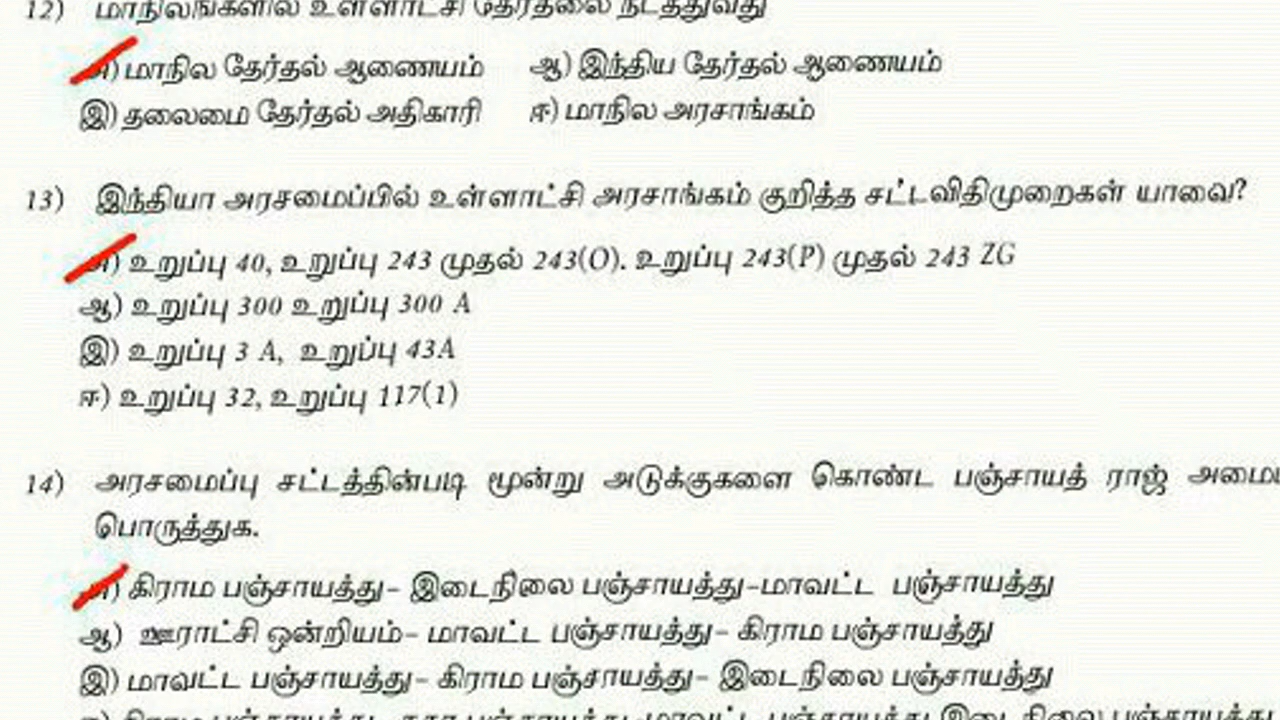 12) மாநிலங்களில் உள்ளாட்சி தேர்தலை நடத்துவது
அ) மாநில தேர்தல் ஆணையம் ஆ) இந்திய தேர்தல் ஆணையம்
இ) தலைமை தேர்தல் அதிகாரி ஈ) மாநில அரசாங்கம்
13) இந்தியா அரசமைப்பில் உள்ளாட்சி அரசாங்கம் குறித்த சட்டவிதிமுறைகள் யாவை?
அ) உறுப்பு 40, உறுப்பு 243 முதல் 243(O). உறுப்பு 243(P) முதல் 243 ZG
ஆ) உறுப்பு 300 உறுப்பு 300 A
இ) உறுப்பு 3 A, உறுப்பு 43A
ஈ) உறுப்பு 32, உறுப்பு 117(1)
14) அரசமைப்பு சட்டத்தின்படி மூன்று அடுக்குகளை கொண்ட பஞ்சாயத் ராஜ்
பொருத்துக.
அ) கிராம பஞ்சாயத்து- இடைநிலை பஞ்சாயத்து-மாவட்ட பஞ்சாயத்து
ஆ) ஊராட்சி ஒன்றியம்- மாவட்ட பஞ்சாயத்து- கிராம பஞ்சாயத்து
இ) மாவட்ட பஞ்சாயத்து- கிராம பஞ்சாயத்து- இடைநிலை பஞ்சாயத்து